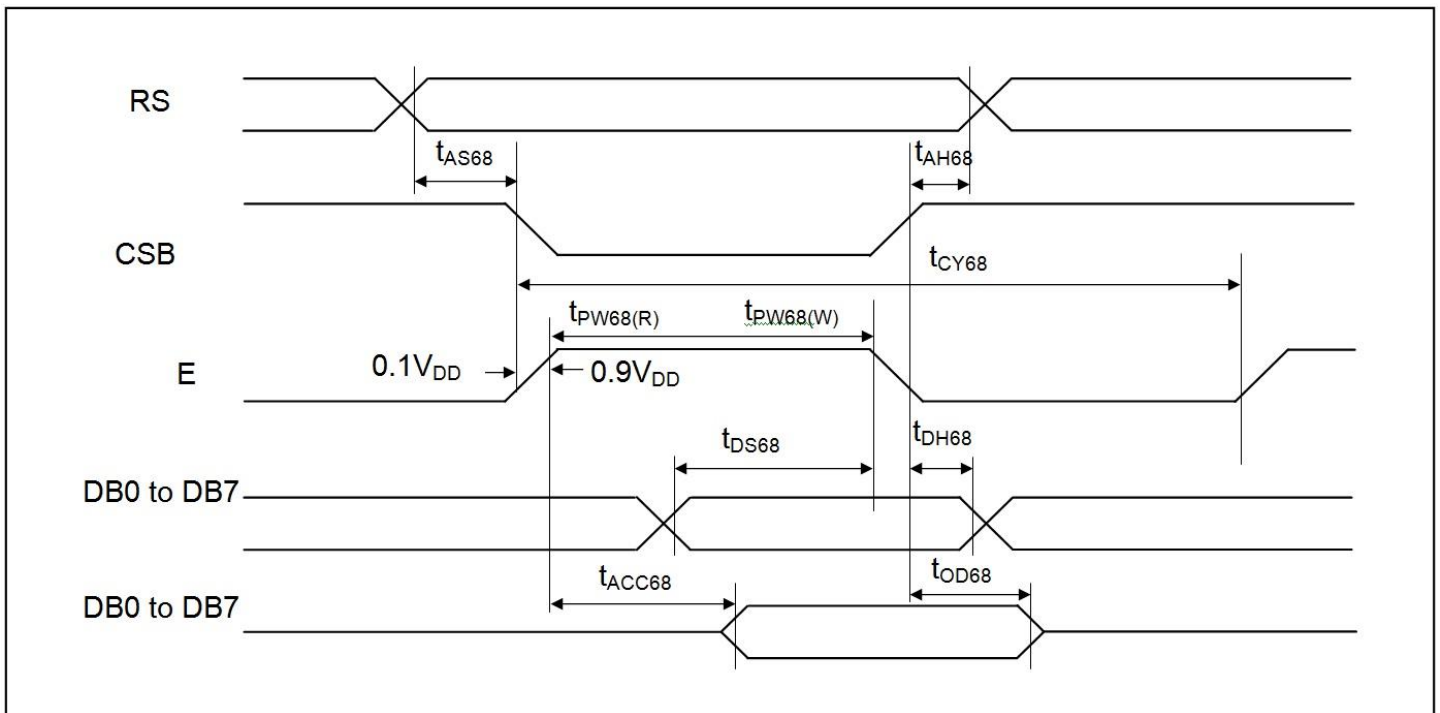 RS
tAS68
tAH68
CSB
tCY68
tPW68(R)
tPW68(W)
E
0.1VDD
0.9VDD
tDS68
tDH68
DB0 to DB7
tACC68
tOD68
DB0 to DB7